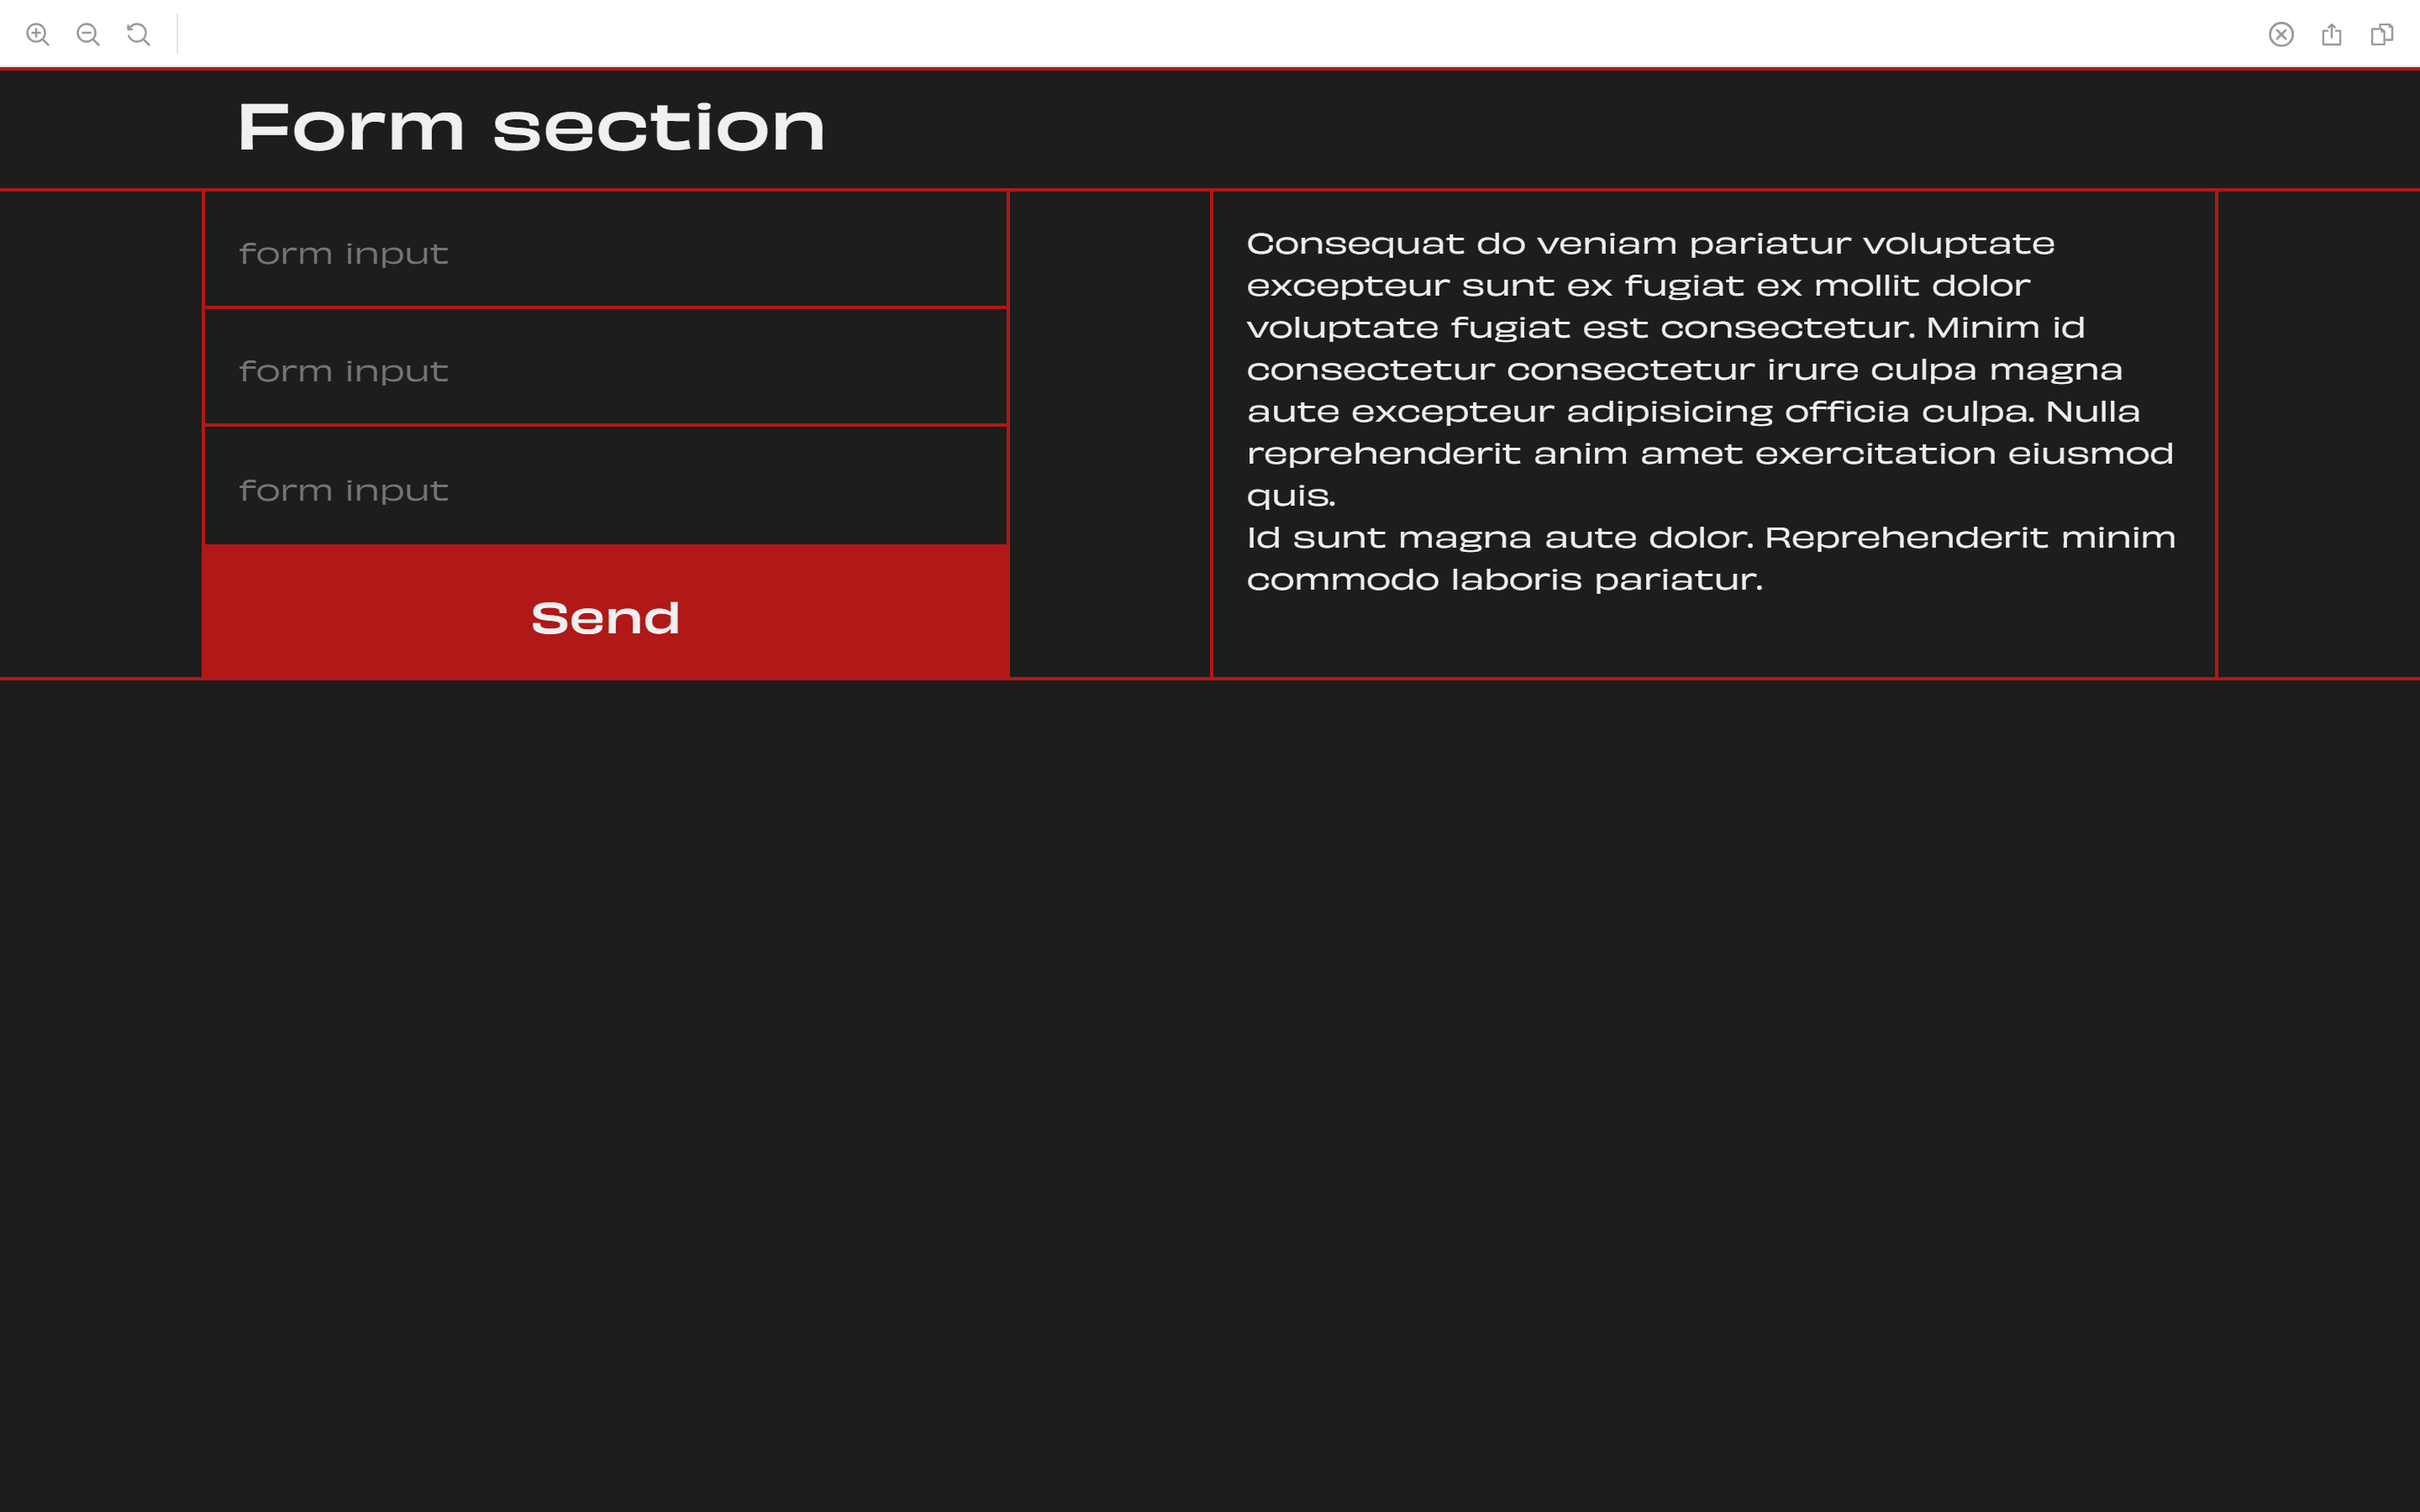 Form section
form input
form input
form input
Send
Consequat do veniam pariatur voluptate
excepteur sunt ex fugiat ex mollit dolor
voluptate fugiat est consectetur. Minim id
consectetur consectetur irure culpa magna
aute excepteur adipisicing officia culpa. Nulla
reprehenderit anim amet exercitation eiusmod
quis.
Id sunt magna aute dolor. Reprehenderit minim
commodo laboris pariatur.